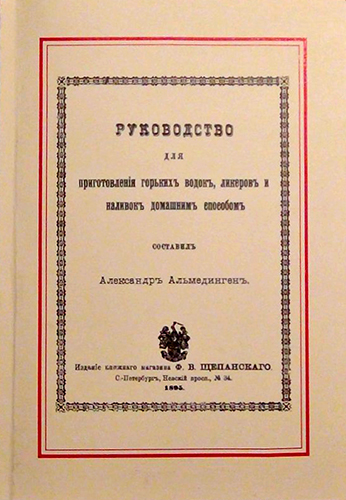 РУКОВОДСТВО
ДЛЯ
приготовленія горькихъ водокъ, ликеровъ и
наливокъ домашнимъ способомъ
СОСТАВИЛЪ
Александръ Альмедингенъ.
Изданіе книжнаго магазина Ф. В. ЩЕПАНСКАГО.
С.-Петербургъ, Невскій просп., № 34.
1895.